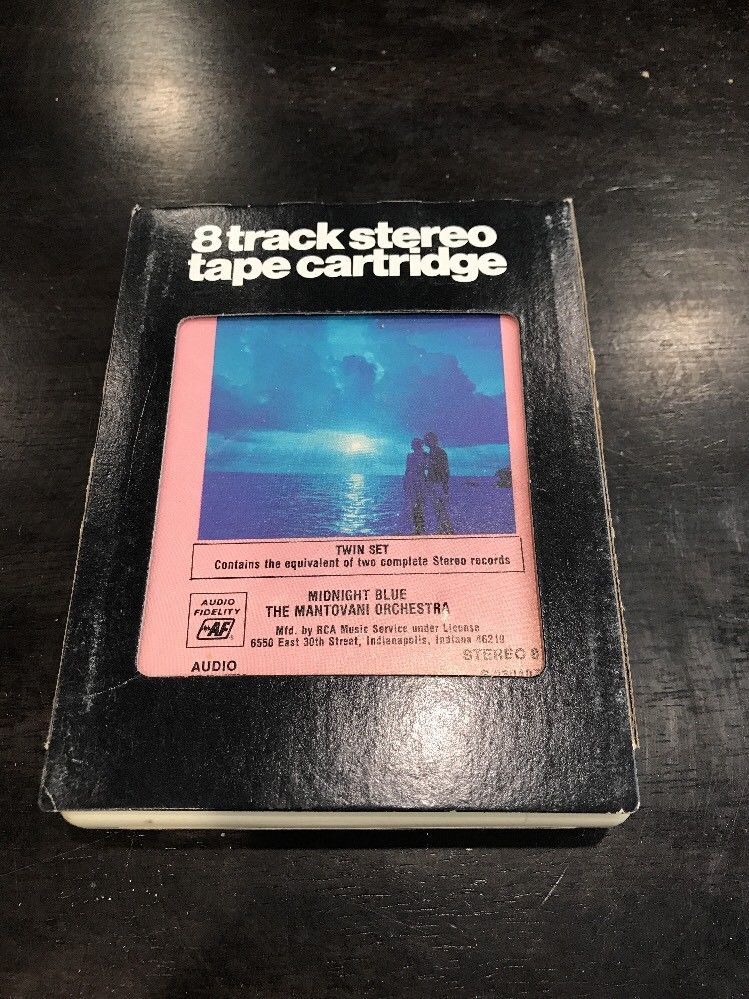 8 track stereo
tape cartridge
TWIN SET
Contains the equivalent of two complete Stereo records
AUDIO
FIDELITY
AF
MIDNIGHT BLUE
THE MANTOVANI ORCHESTRA
Mfd. by RCA Music Service under License
6550 East 30th Street, Indianapolis, Indiana 46219
STEREO 8
AUDIO